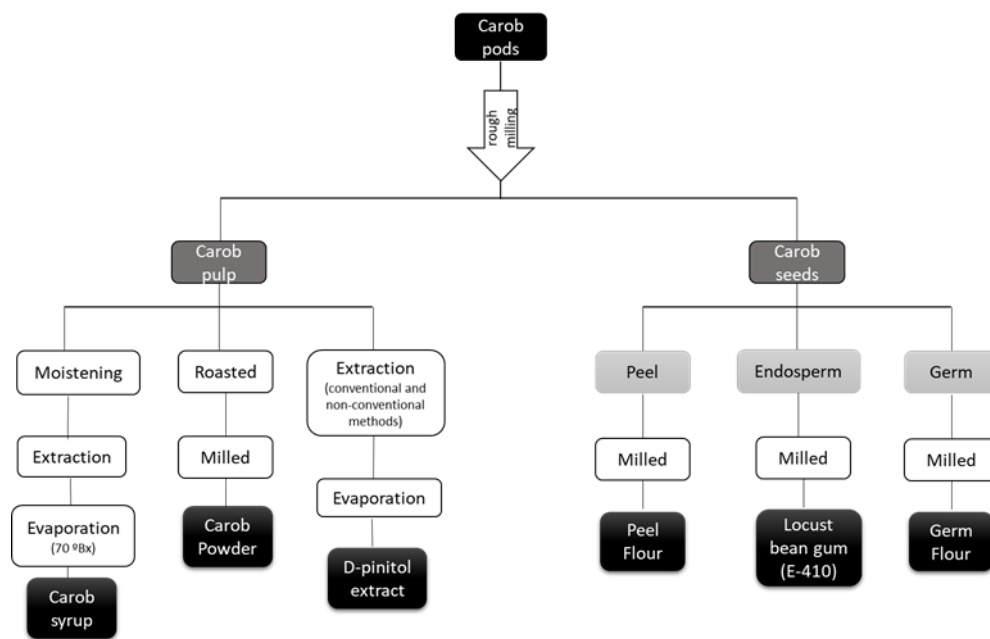 Carob
pods
rough
milling
Carob
pulp
Carob
seeds
Moistening
Roasted
Extraction
(conventional and
non-conventional
methods)
Peel
Endosperm
Germ
Extraction
Milled
Evaporation
Milled
Milled
Milled
Evaporation
(70 ºBx)
Carob
Powder
D-pinitol
extract
Peel
Flour
Locust
bean gum
(E-410)
Germ
Flour
Carob
syrup